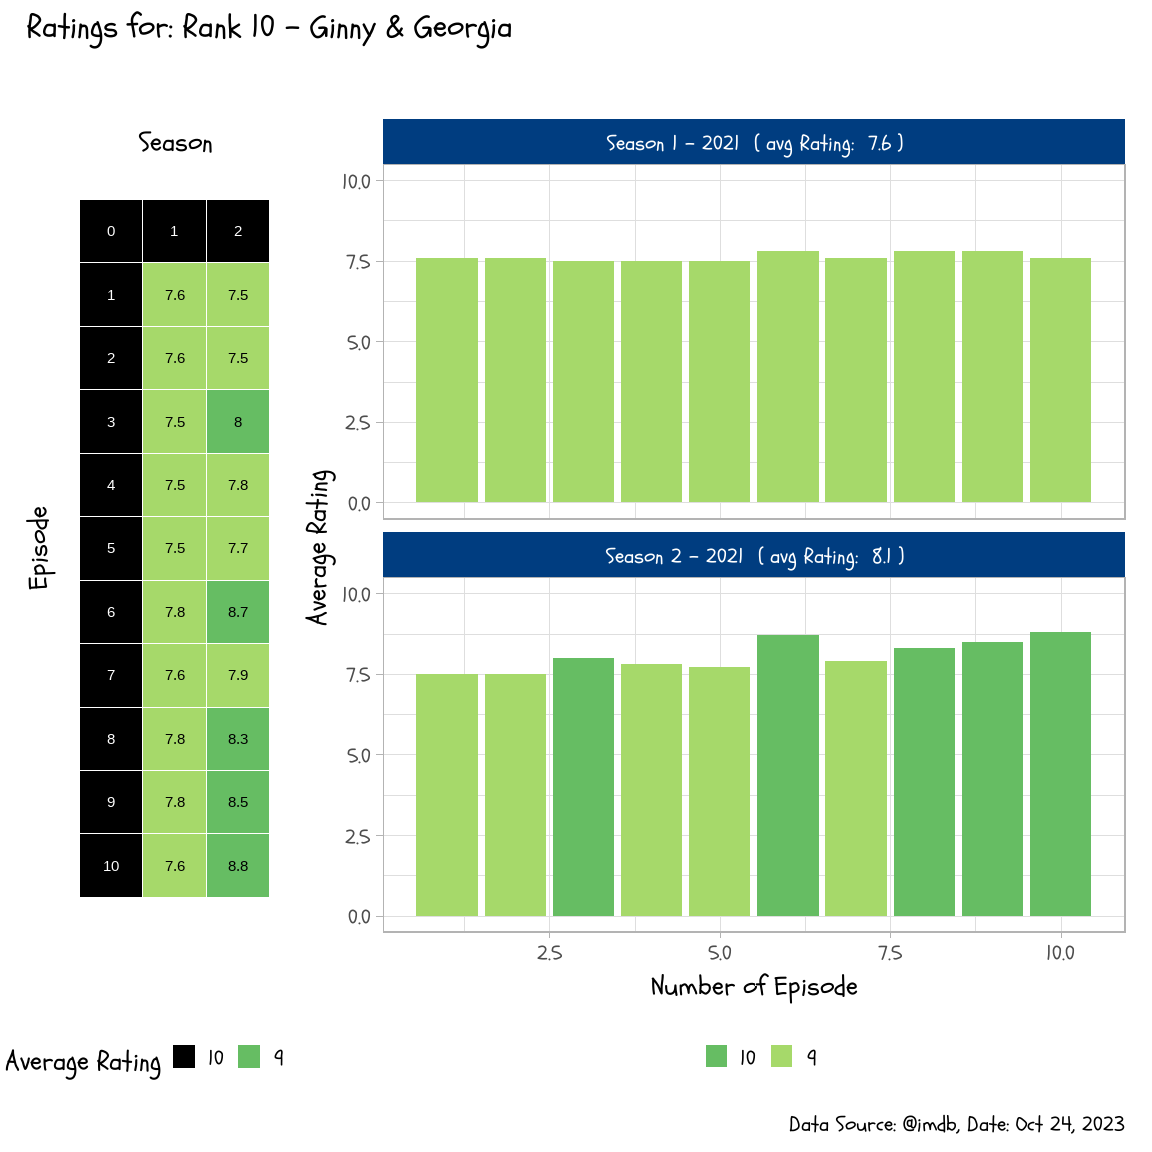 Ratings for: Rank 10 - Ginny & Georgia
Season
0 1 2
1 7.6 7.5
2 7.6 7.5
3 7.5 8
4 7.5 7.8
5 7.5 7.7
6 7.8 8.7
7 7.6 7.9
8 7.8 8.3
9 7.8 8.5
10 7.6 8.8
Episode
Season 1 - 2021 ( avg Rating: 7.6 )
10.0
7.5
5.0
2.5
0.0
Average Rating
Season 2 - 2021 ( avg Rating: 8.1 )
10.0
7.5
5.0
2.5
0.0
2.5 5.0 7.5 10.0
Number of Episode
Average Rating 10 9
10 9
Data Source: @imdb, Date: Oct 24, 2023